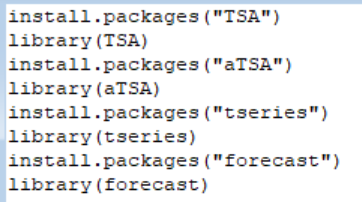 install.packages("TSA")
library(TSA)
install.packages("aTSA")
library(aTSA)
install.packages("tseries")
library(tseries)
install.packages("forecast")
library(forecast)